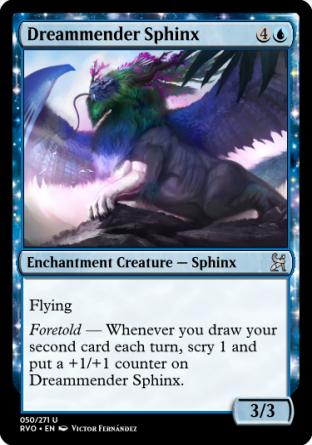 Dreammender Sphinx 4
Enchantment Creature — Sphinx
Flying
Foretold — Whenever you draw your
second card each turn, scry 1 and
put a +1/+1 counter on
Dreammender Sphinx.
3/3
050/271 U
RVO • EN Victor Fernández